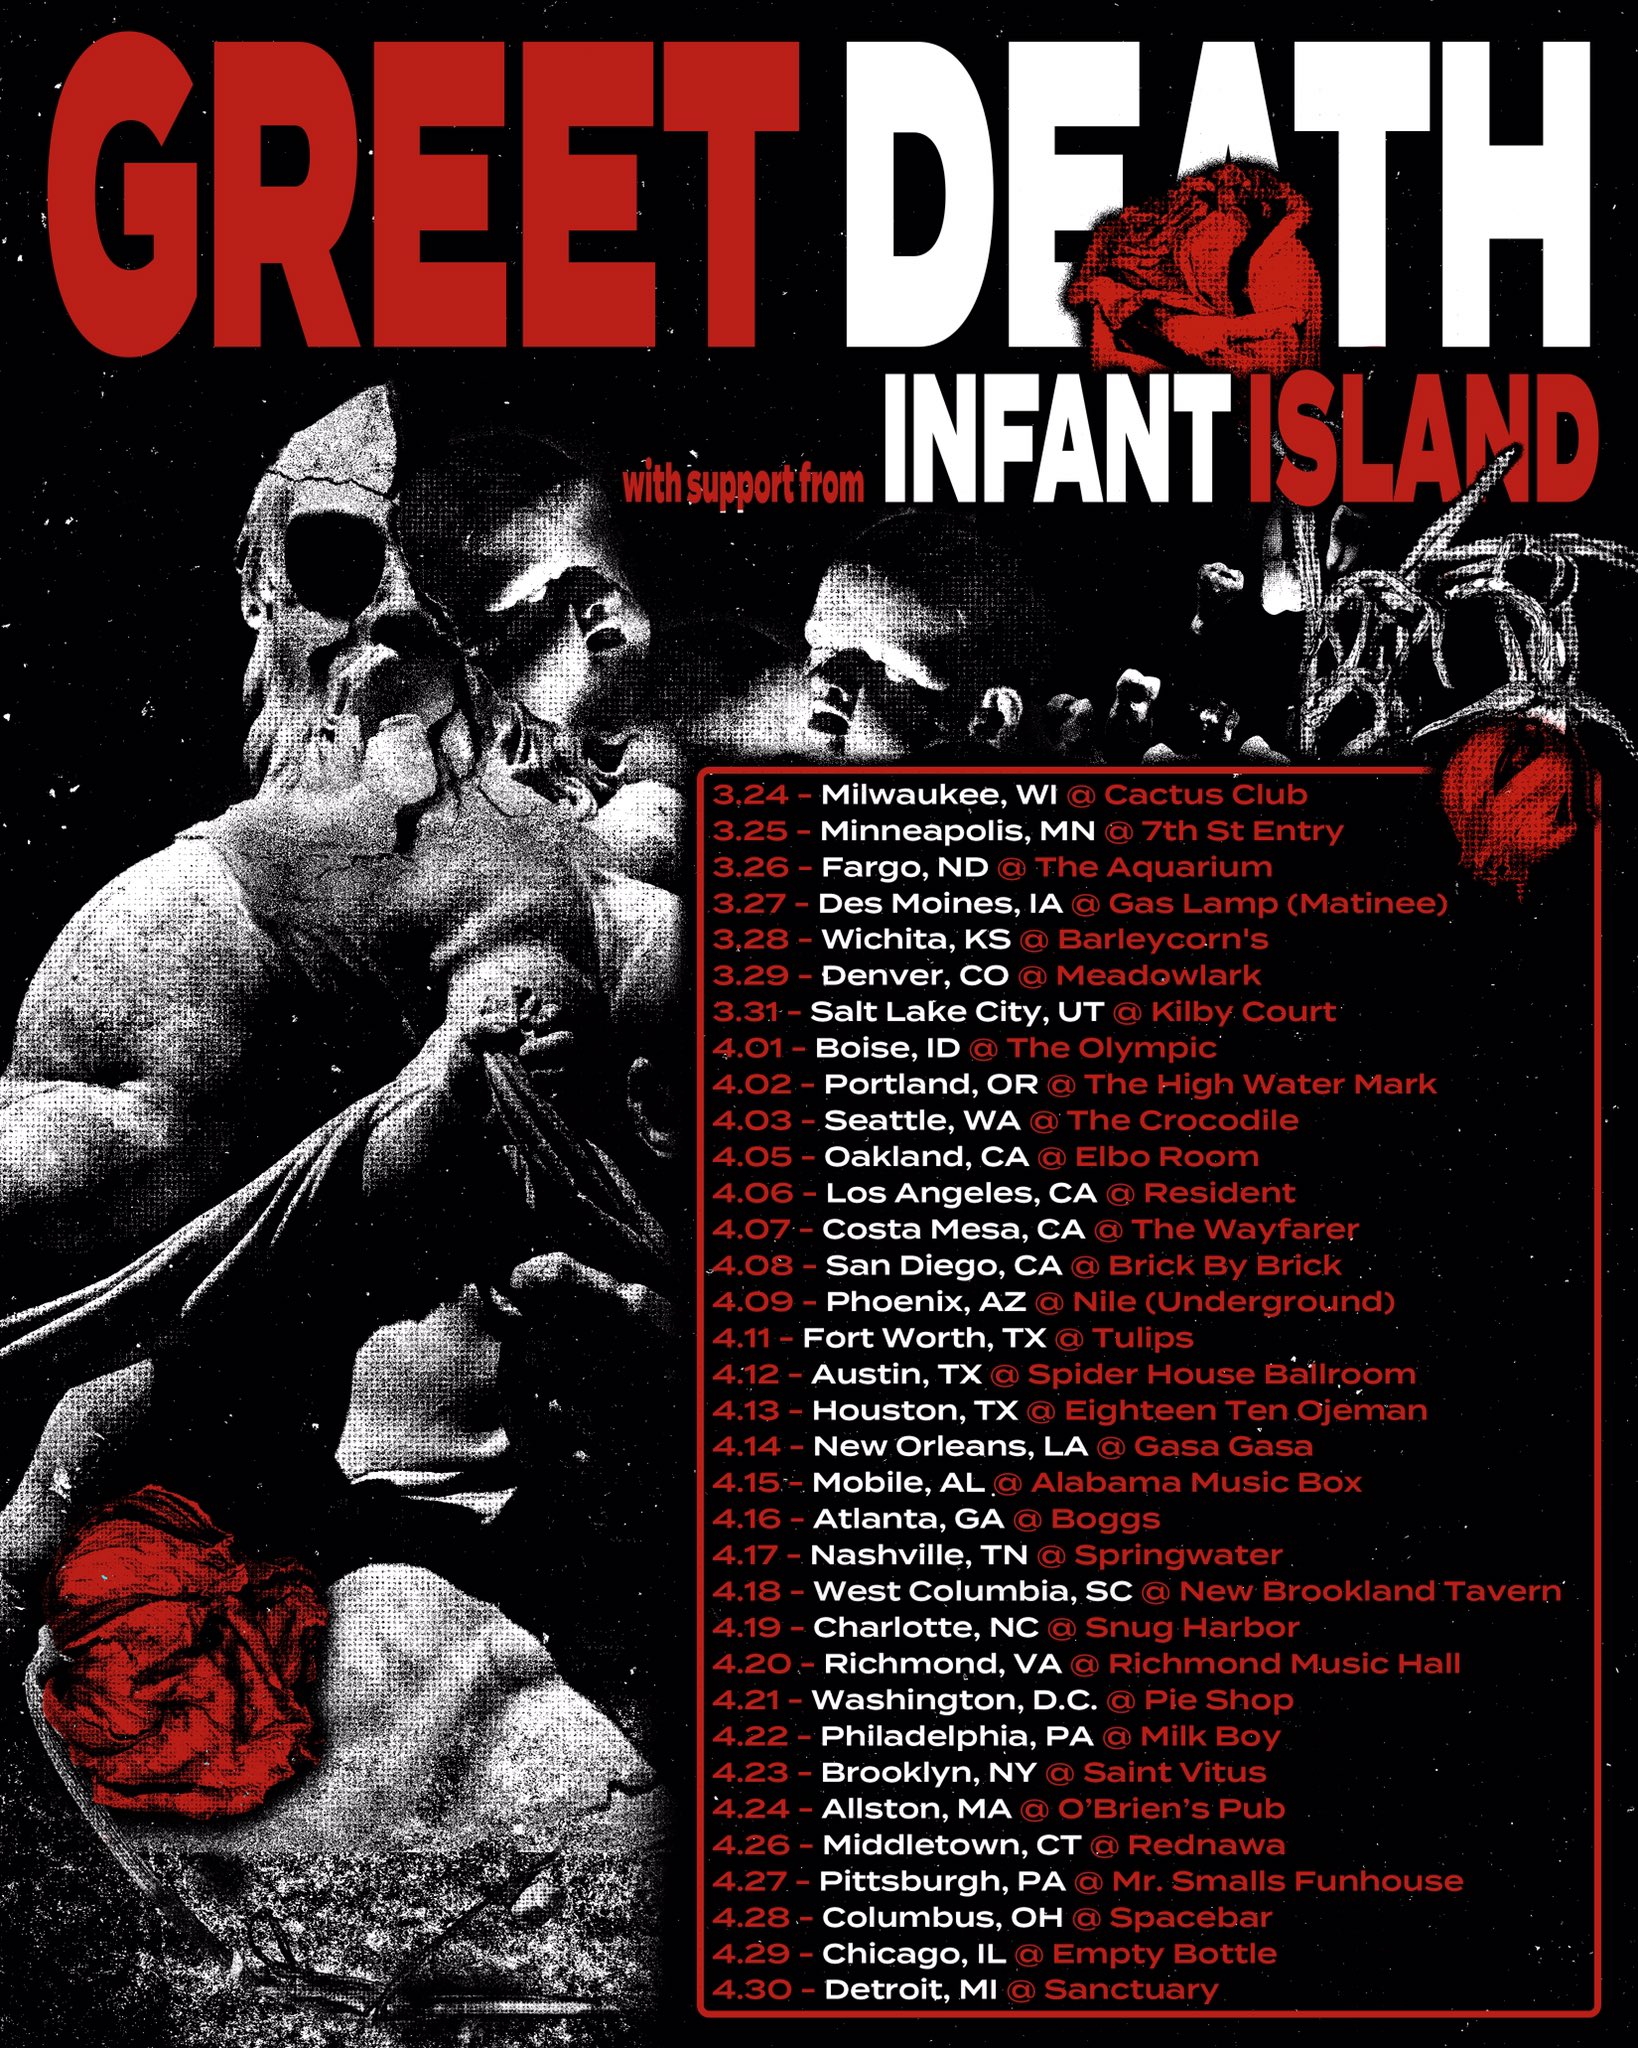 GREET DEATH
with support from INFANT ISLAND
3.24 - Milwaukee, WI @ Cactus Club
3.25 - Minneapolis, MN @ 7th St Entry
3.26 - Fargo, ND @ The Aquarium
3.27 - Des Moines, IA @ Gas Lamp (Matinee)
3.28 - Wichita, KS @ Barleycorn's
3.29 - Denver, CO @ Meadowlark
3.31 - Salt Lake City, UT @ Kilby Court
4.01 - Boise, ID @ The Olympic
4.02 - Portland, OR @ The High Water Mark
4.03 - Seattle, WA @ The Crocodile
4.05 - Oakland, CA @ Elbo Room
4.06 - Los Angeles, CA @ Resident
4.07 - Costa Mesa, CA @ The Wayfarer
4.08 - San Diego, CA @ Brick By Brick
4.09 - Phoenix, AZ @ Nile (Underground)
4.11 - Fort Worth, TX @ Tulips
4.12 - Austin, TX @ Spider House Ballroom
4.13 - Houston, TX @ Eighteen Ten Ojeman
4.14 - New Orleans, LA @ Gasa Gasa
4.15 - Mobile, AL @ Alabama Music Box
4.16 - Atlanta, GA @ Boggs
4.17 - Nashville, TN @ Springwater
4.18 - West Columbia, SC @ New Brookland Tavern
4.19 - Charlotte, NC @ Snug Harbor
4.20 - Richmond, VA @ Richmond Music Hall
4.21 - Washington, D.C. @ Pie Shop
4.22 - Philadelphia, PA @ Milk Boy
4.23 - Brooklyn, NY @ Saint Vitus
4.24 - Allston, MA @ O’Brien’s Pub
4.26 - Middletown, CT @ Rednawa
4.27 - Pittsburgh, PA @ Mr. Smalls Funhouse
4.28 - Columbus, OH @ Spacebar
4.29 - Chicago, IL @ Empty Bottle
4.30 - Detroit, MI @ Sanctuary